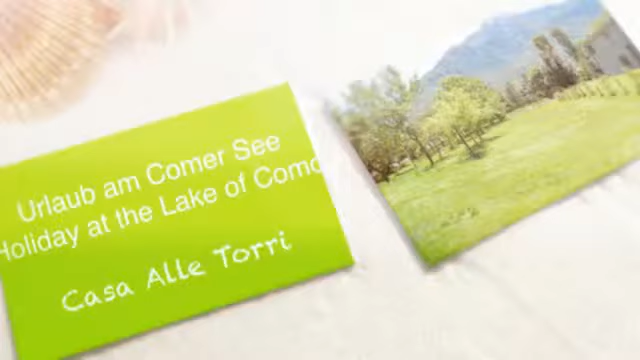 Urlaub am Comer See
Holiday at the Lake of Como
Casa Alle Torri